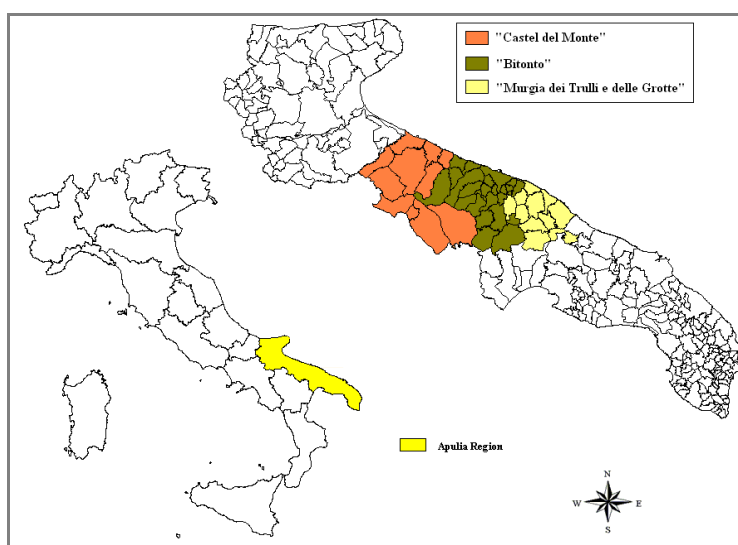 "Castel del Monte"
"Bitonto"
"Murgia dei Trulli e delle Grotte"
Apulia Region
N
W E
S